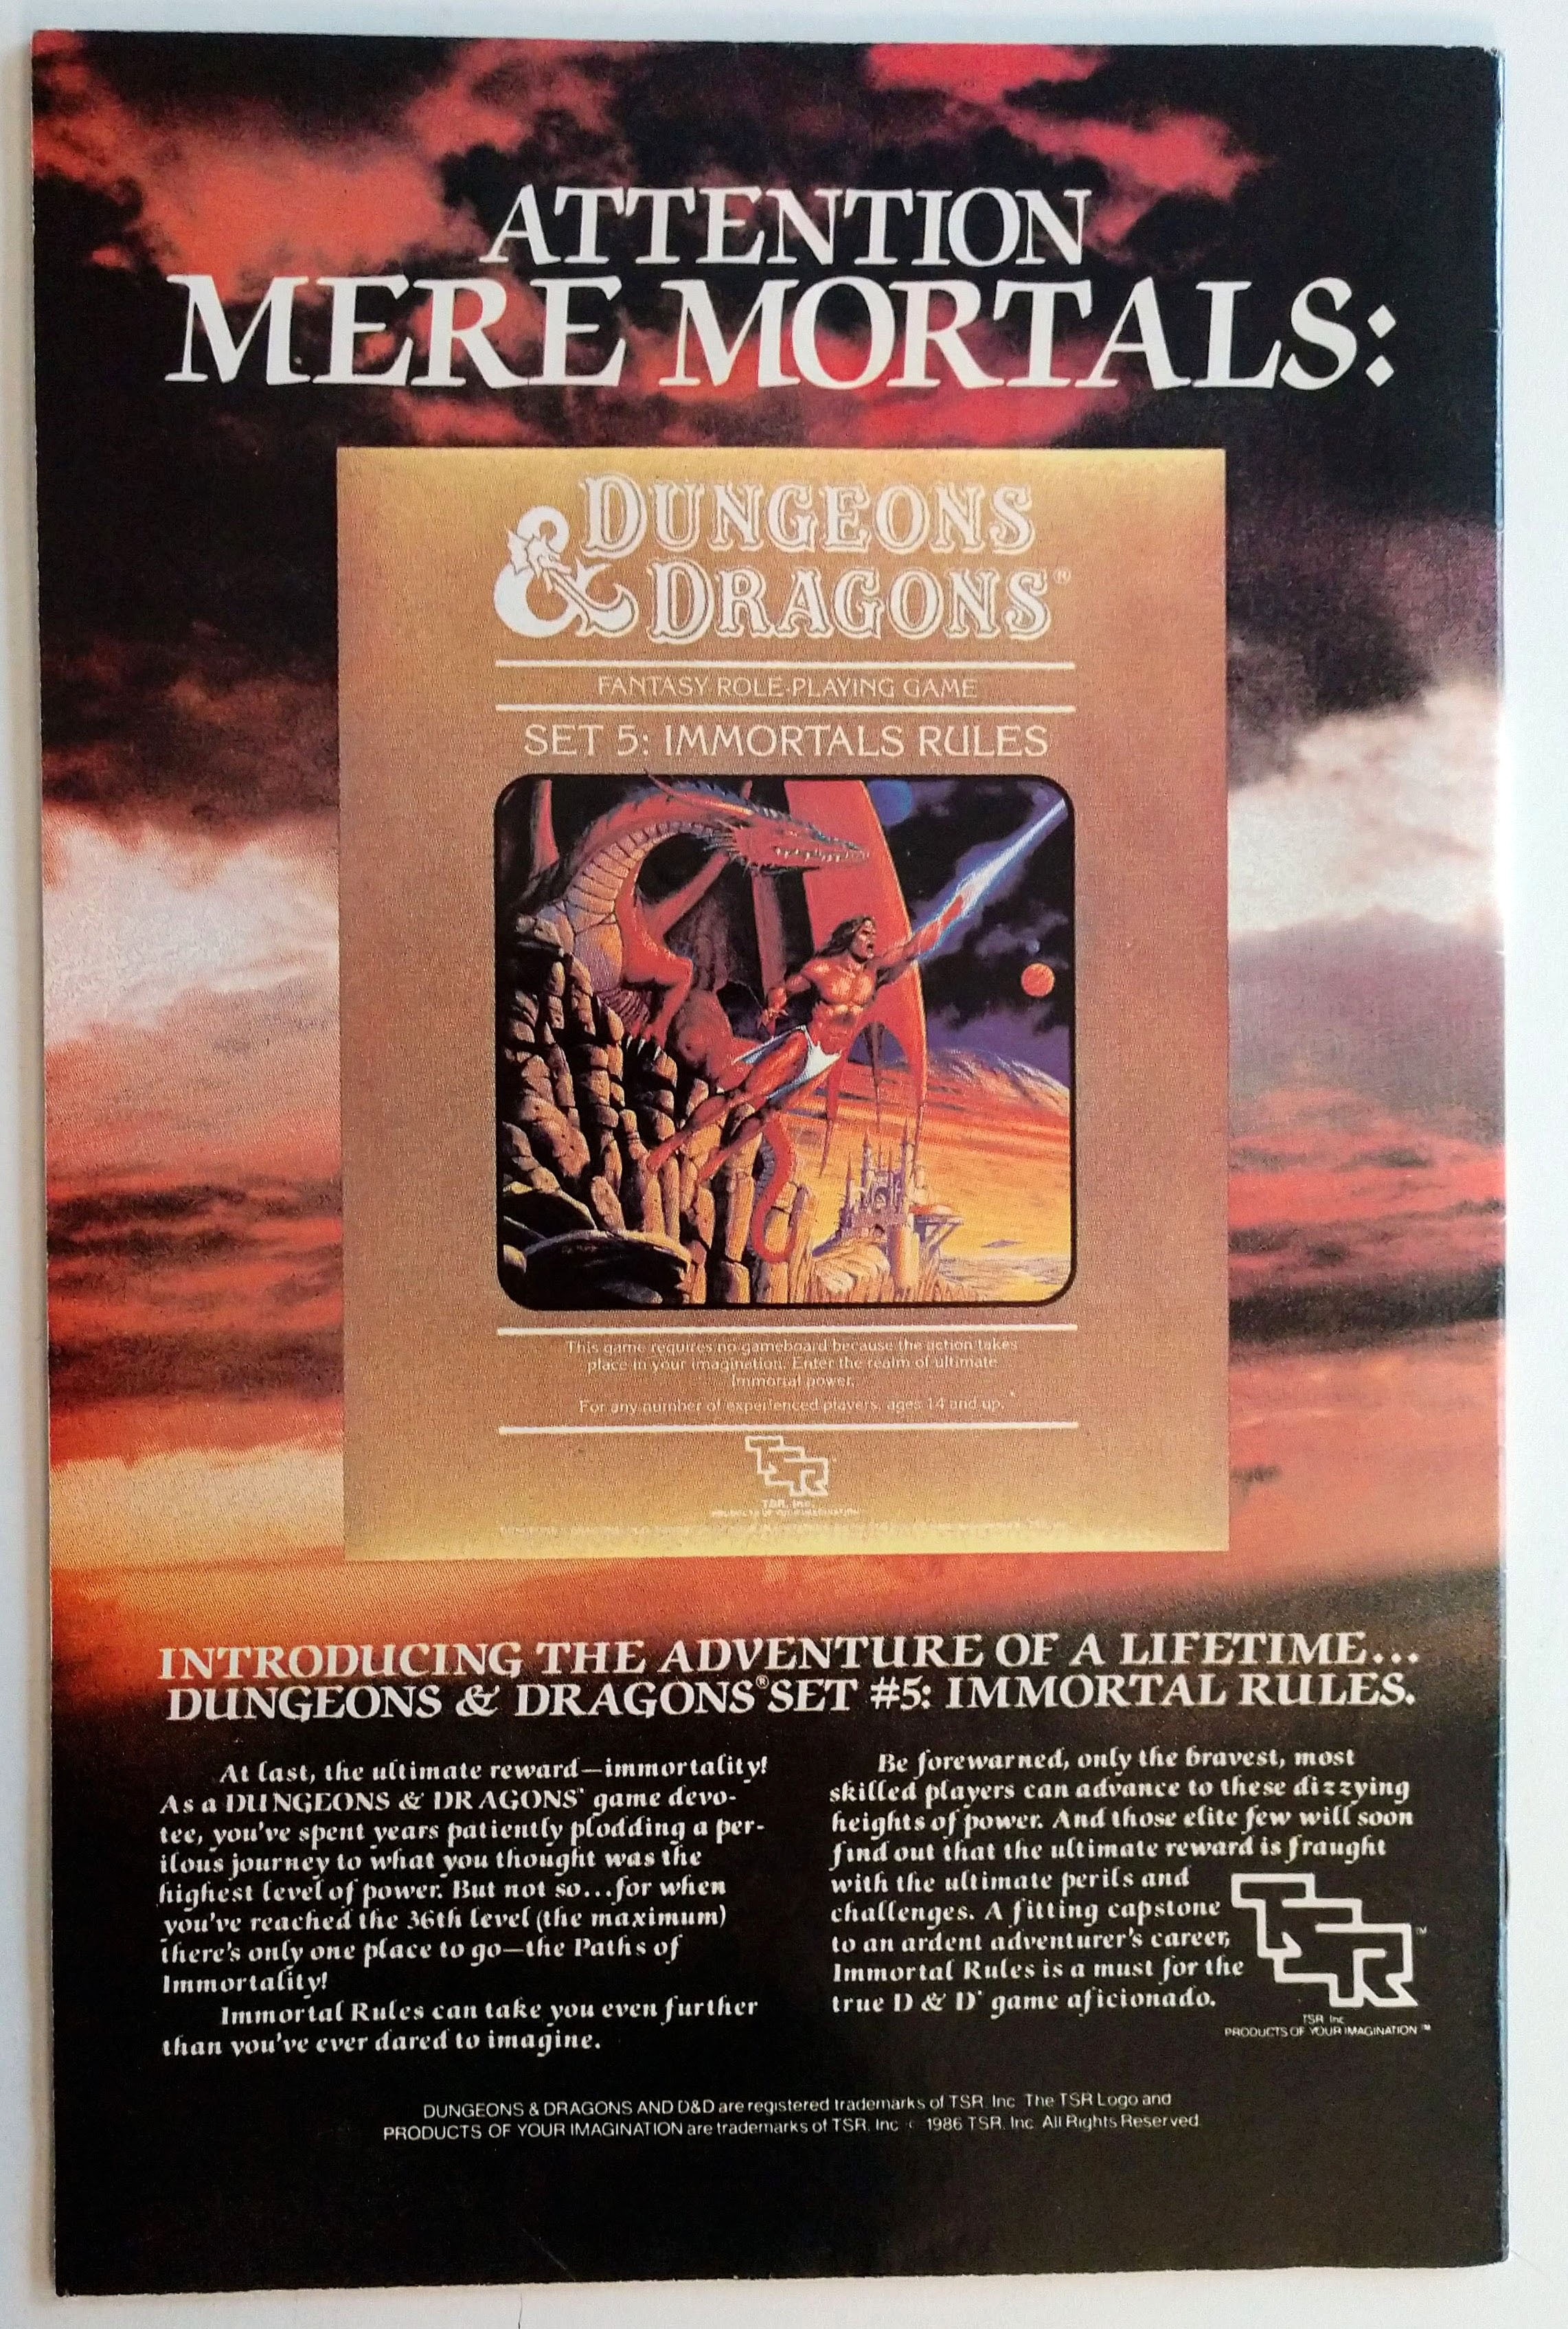 ATTENTION
MERE MORTALS:
DUNGEONS
& DRAGONS®
FANTASY ROLE-PLAYING GAME
SET 5: IMMORTALS RULES
This game requires no gameboard because the action takes
place in your imagination. Enter the realm of ultimate
Immortal power.
For any number of experienced players, ages 14 and up.
TSR
TSR, Inc.
PRODUCTS OF YOUR IMAGINATION
INTRODUCING THE ADVENTURE OF A LIFETIME...
DUNGEONS & DRAGONS® SET #5: IMMORTAL RULES.
At last, the ultimate reward—immortality!
As a DUNGEONS & DRAGONS® game devo-
tee, you've spent years patiently plodding a per-
ilous journey to what you thought was the
highest level of power. But not so...for when
you've reached the 36th level (the maximum)
there's only one place to go—the Paths of
Immortality!
Immortal Rules can take you even further
than you've ever dared to imagine.
Be forewarned, only the bravest, most
skilled players can advance to these dizzying
heights of power. And those elite few will soon
find out that the ultimate reward is fraught
with the ultimate perils and
challenges. A fitting capstone
to an ardent adventurer's career,
Immortal Rules is a must for the
true D & D® game aficionado.
TSR™
TSR, Inc.
PRODUCTS OF YOUR IMAGINATION™
DUNGEONS & DRAGONS AND D&D are registered trademarks of TSR, Inc. The TSR Logo and
PRODUCTS OF YOUR IMAGINATION are trademarks of TSR, Inc. © 1986 TSR, Inc. All Rights Reserved.